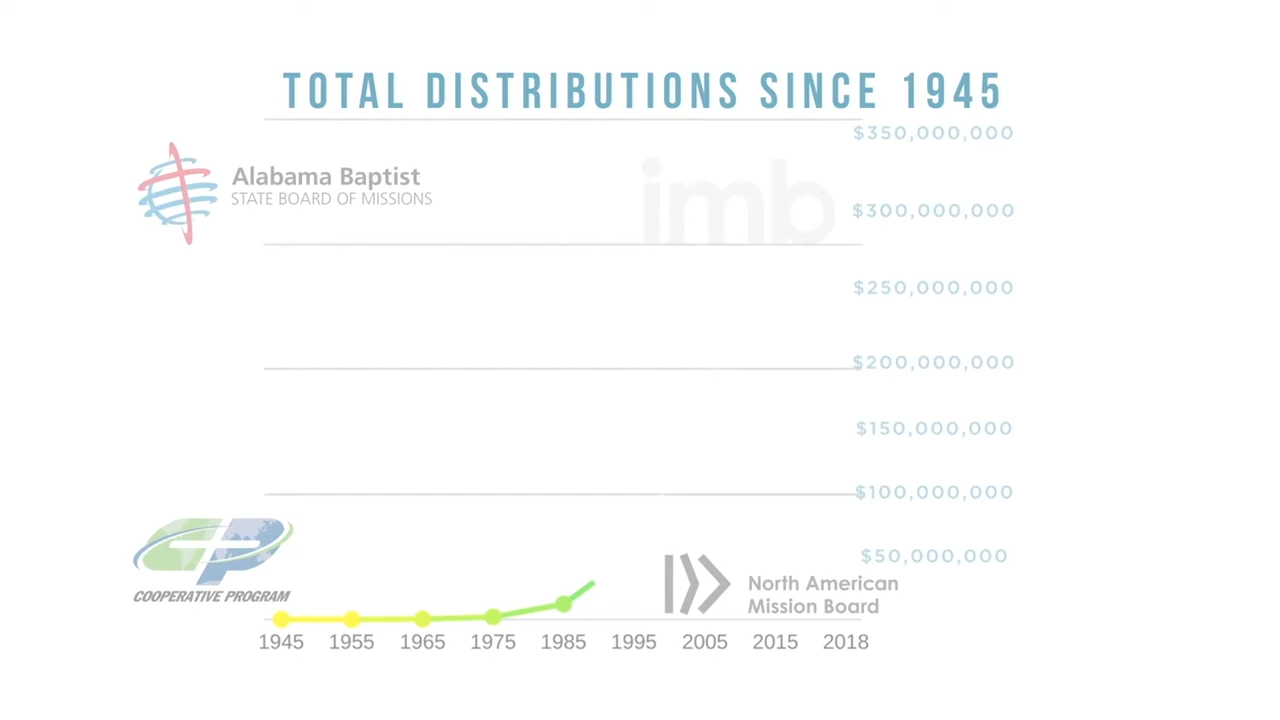 TOTAL DISTRIBUTIONS SINCE 1945
$350,000,000
Alabama Baptist
STATE BOARD OF MISSIONS
imb
$300,000,000
$250,000,000
$200,000,000
$150,000,000
$100,000,000
$50,000,000
COOPERATIVE PROGRAM
North American
Mission Board
1945 1955 1965 1975 1985 1995 2005 2015 2018